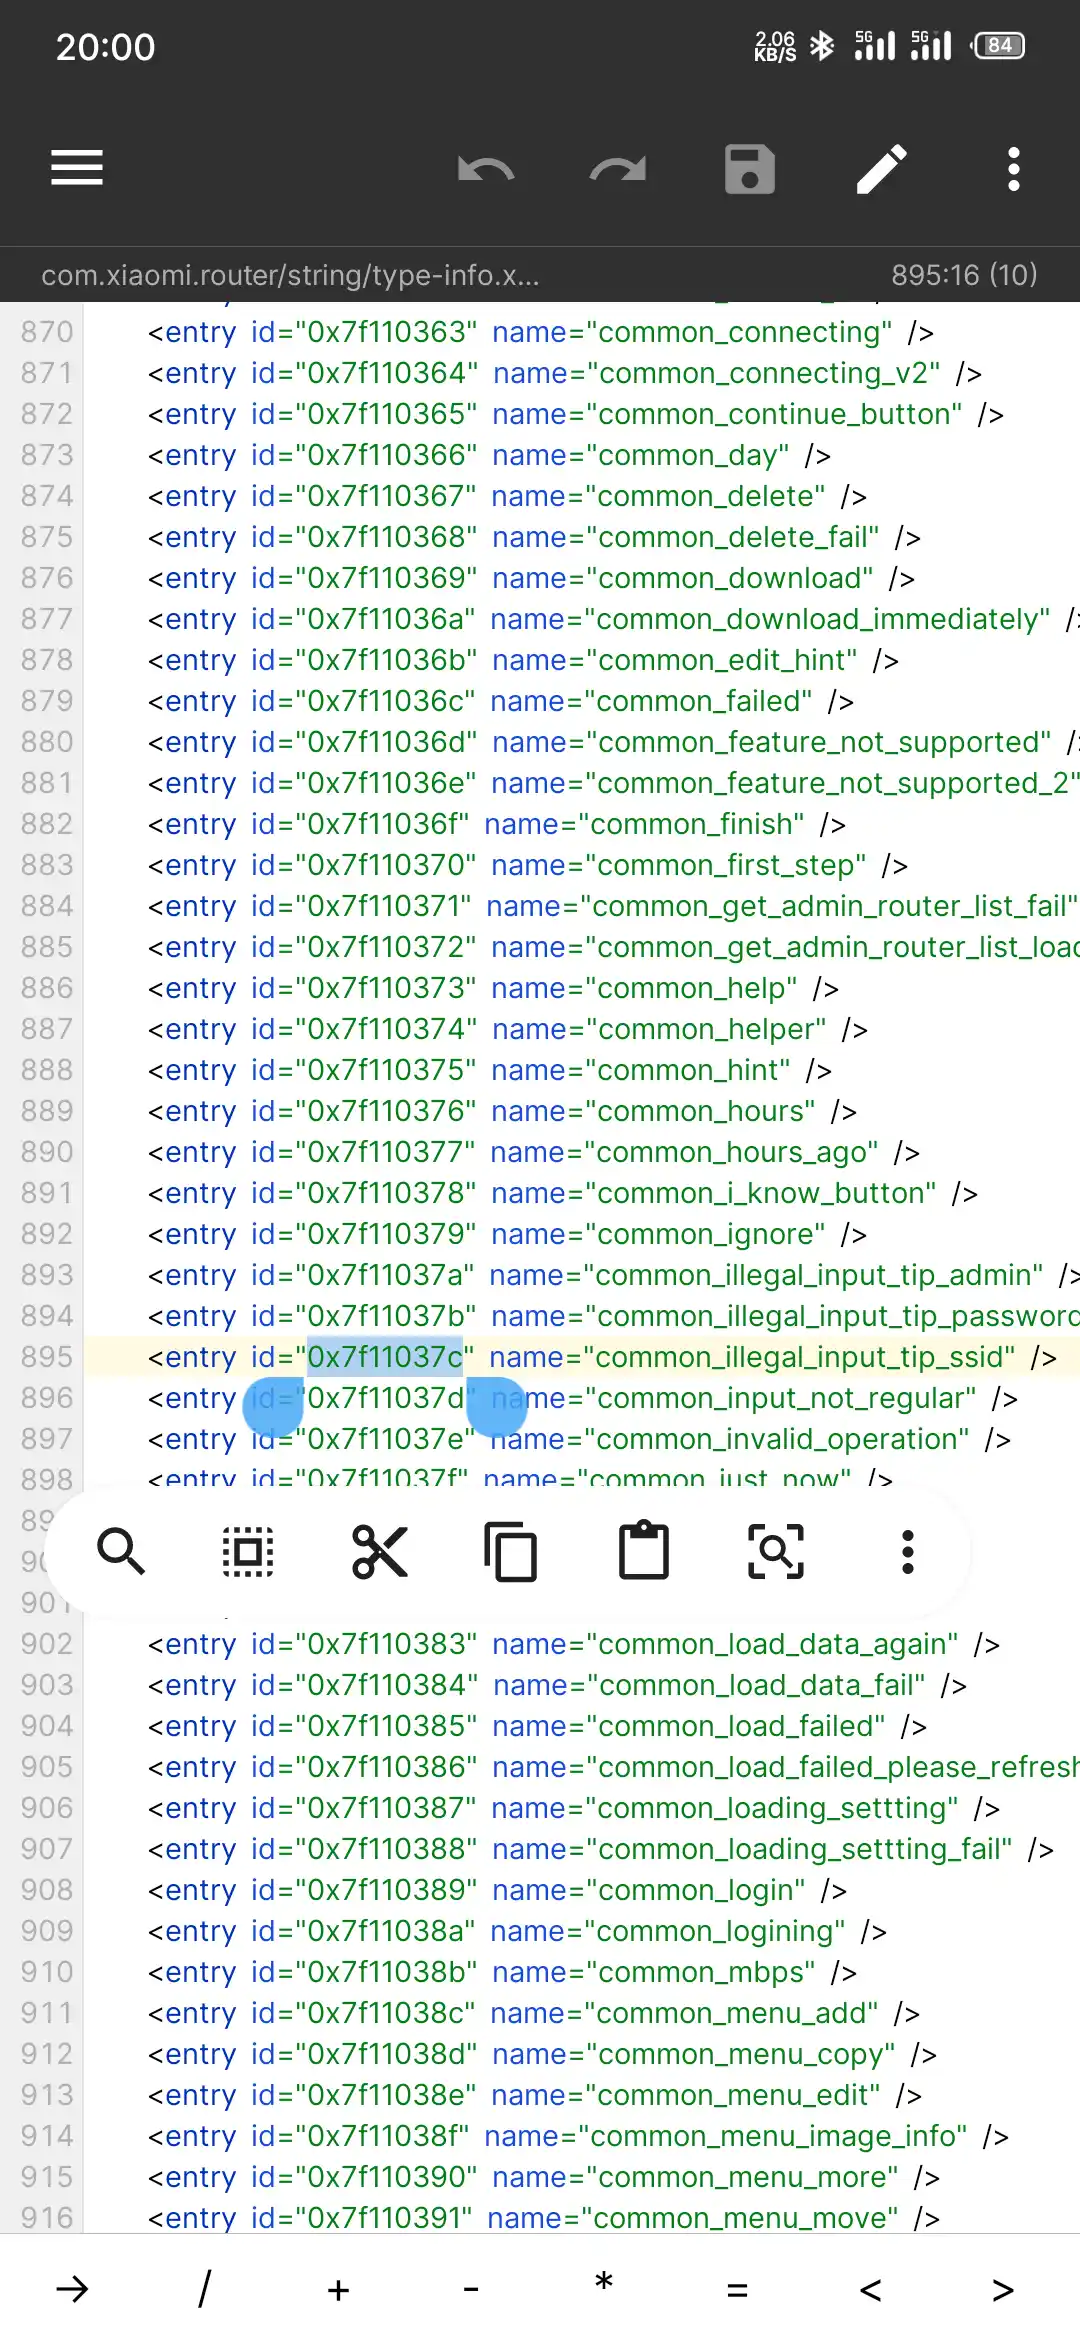 20:00
2.06 KB/S 5G 5G 84
com.xiaomi.router/string/type-info.x... 895:16 (10)
870 <entry id="0x7f110363" name="common_connecting" />
871 <entry id="0x7f110364" name="common_connecting_v2" />
872 <entry id="0x7f110365" name="common_continue_button" />
873 <entry id="0x7f110366" name="common_day" />
874 <entry id="0x7f110367" name="common_delete" />
875 <entry id="0x7f110368" name="common_delete_fail" />
876 <entry id="0x7f110369" name="common_download" />
877 <entry id="0x7f11036a" name="common_download_immediately" />
878 <entry id="0x7f11036b" name="common_edit_hint" />
879 <entry id="0x7f11036c" name="common_failed" />
880 <entry id="0x7f11036d" name="common_feature_not_supported" /
881 <entry id="0x7f11036e" name="common_feature_not_supported_2"
882 <entry id="0x7f11036f" name="common_finish" />
883 <entry id="0x7f110370" name="common_first_step" />
884 <entry id="0x7f110371" name="common_get_admin_router_list_fail"
885 <entry id="0x7f110372" name="common_get_admin_router_list_loa
886 <entry id="0x7f110373" name="common_help" />
887 <entry id="0x7f110374" name="common_helper" />
888 <entry id="0x7f110375" name="common_hint" />
889 <entry id="0x7f110376" name="common_hours" />
890 <entry id="0x7f110377" name="common_hours_ago" />
891 <entry id="0x7f110378" name="common_i_know_button" />
892 <entry id="0x7f110379" name="common_ignore" />
893 <entry id="0x7f11037a" name="common_illegal_input_tip_admin" />
894 <entry id="0x7f11037b" name="common_illegal_input_tip_password
895 <entry id="0x7f11037c" name="common_illegal_input_tip_ssid" />
896 <entry id="0x7f11037d" name="common_input_not_regular" />
897 <entry id="0x7f11037e" name="common_invalid_operation" />
898 <entry id="0x7f11037f" name="common_just_now" />
901
902 <entry id="0x7f110383" name="common_load_data_again" />
903 <entry id="0x7f110384" name="common_load_data_fail" />
904 <entry id="0x7f110385" name="common_load_failed" />
905 <entry id="0x7f110386" name="common_load_failed_please_refresh
906 <entry id="0x7f110387" name="common_loading_settting" />
907 <entry id="0x7f110388" name="common_loading_settting_fail" />
908 <entry id="0x7f110389" name="common_login" />
909 <entry id="0x7f11038a" name="common_logining" />
910 <entry id="0x7f11038b" name="common_mbps" />
911 <entry id="0x7f11038c" name="common_menu_add" />
912 <entry id="0x7f11038d" name="common_menu_copy" />
913 <entry id="0x7f11038e" name="common_menu_edit" />
914 <entry id="0x7f11038f" name="common_menu_image_info" />
915 <entry id="0x7f110390" name="common_menu_more" />
916 <entry id="0x7f110391" name="common_menu_move" />
→ / + - * = < >